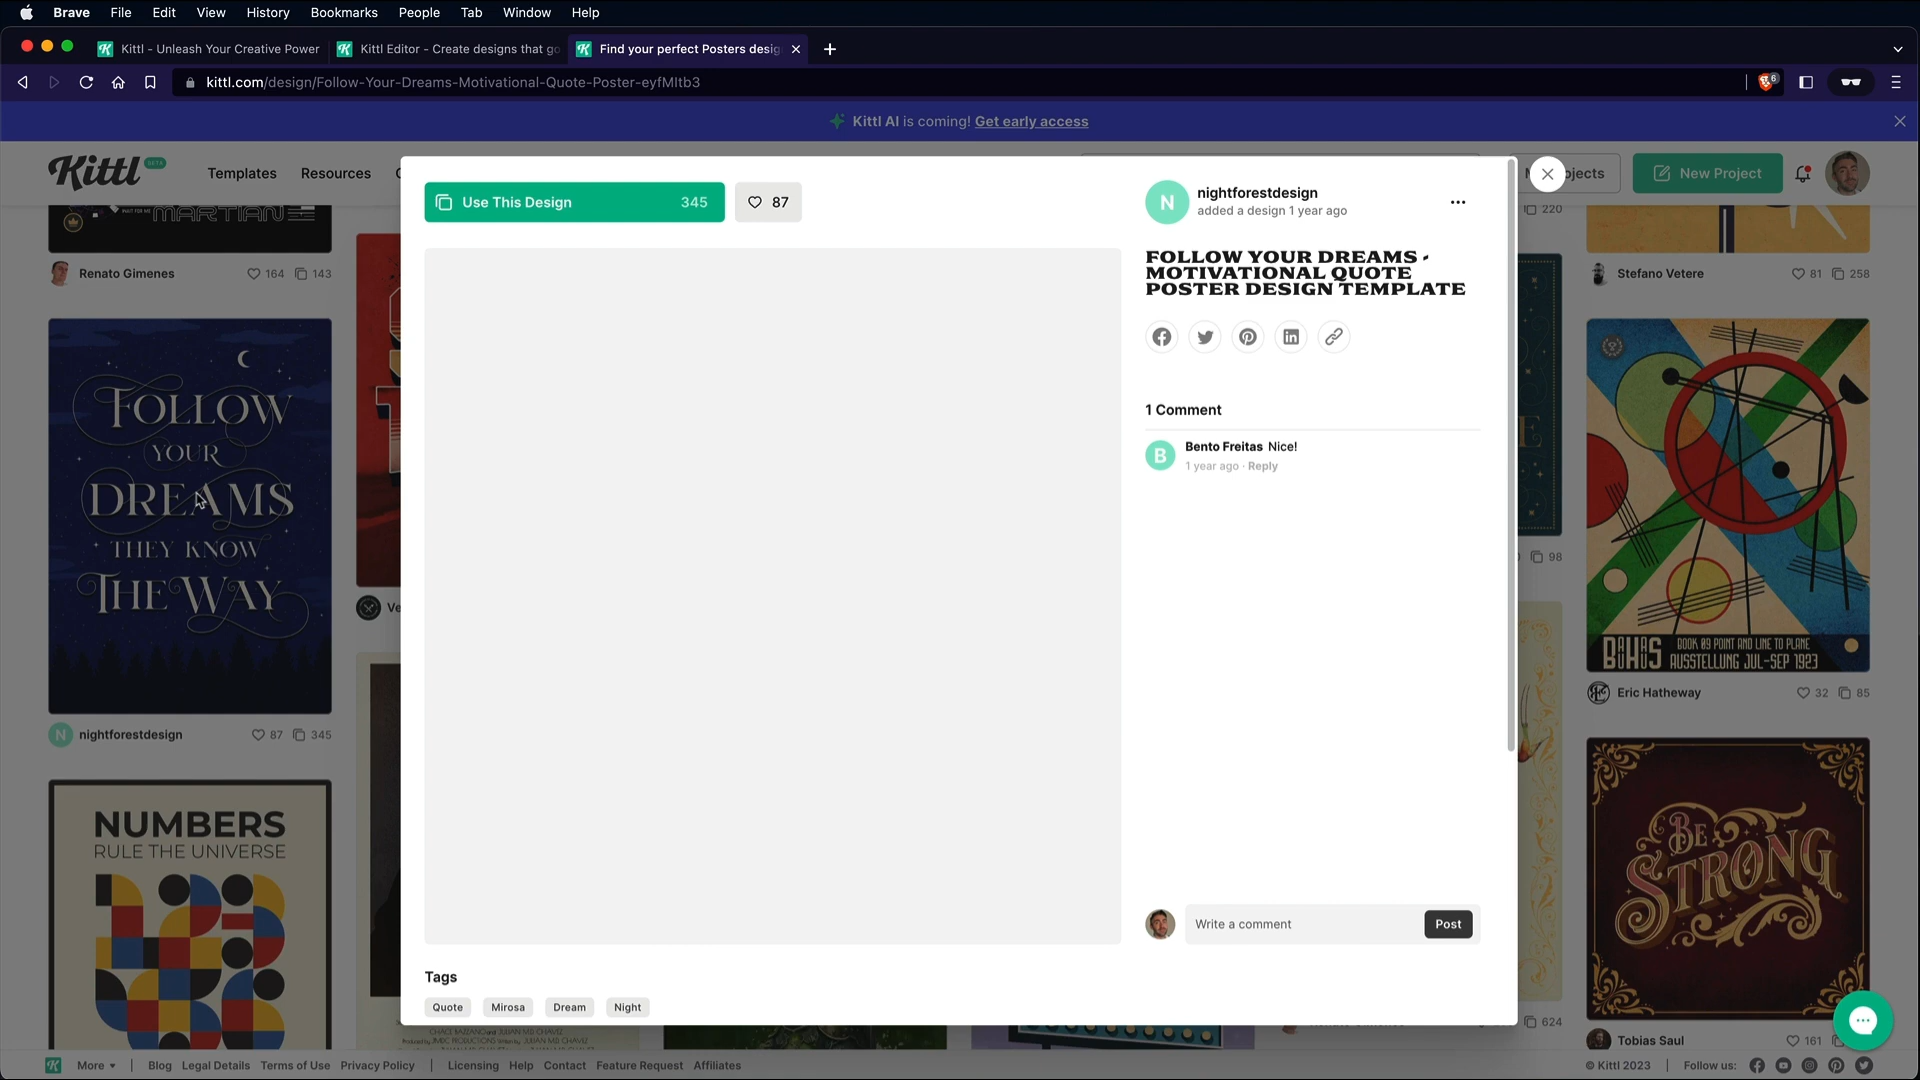 Brave File Edit View History Bookmarks People Tab Window Help
Kittl - Unleash Your Creative Power
Kittl Editor - Create designs that go
Find your perfect Posters desig
kittl.com/design/Follow-Your-Dreams-Motivational-Quote-Poster-eyfMItb3
6
Kittl AI is coming! Get early access
Kittl BETA
Templates
Resources
New Project
Use This Design 345
87
N
nightforestdesign
added a design 1 year ago
FOLLOW YOUR DREAMS -
MOTIVATIONAL QUOTE
POSTER DESIGN TEMPLATE
1 Comment
B
Bento Freitas Nice!
1 year ago · Reply
Write a comment
Post
Tags
Quote Mirosa Dream Night
MARTIAN
Renato Gimenes 164 143
FOLLOW
YOUR
DREAMS
THEY KNOW
THE WAY
N nightforestdesign 87 345
NUMBERS
RULE THE UNIVERSE
Ve
220
98
624
Stefano Vetere 81 258
BAUHAUS
BOOK 09 POINT AND LINE TO PLANE
AUSSTELLUNG JUL-SEP 1923
Eric Hatheway 32 85
BE
STRONG
Tobias Saul 161
More Blog Legal Details Terms of Use Privacy Policy Licensing Help Contact Feature Request Affiliates
© Kittl 2023 Follow us: